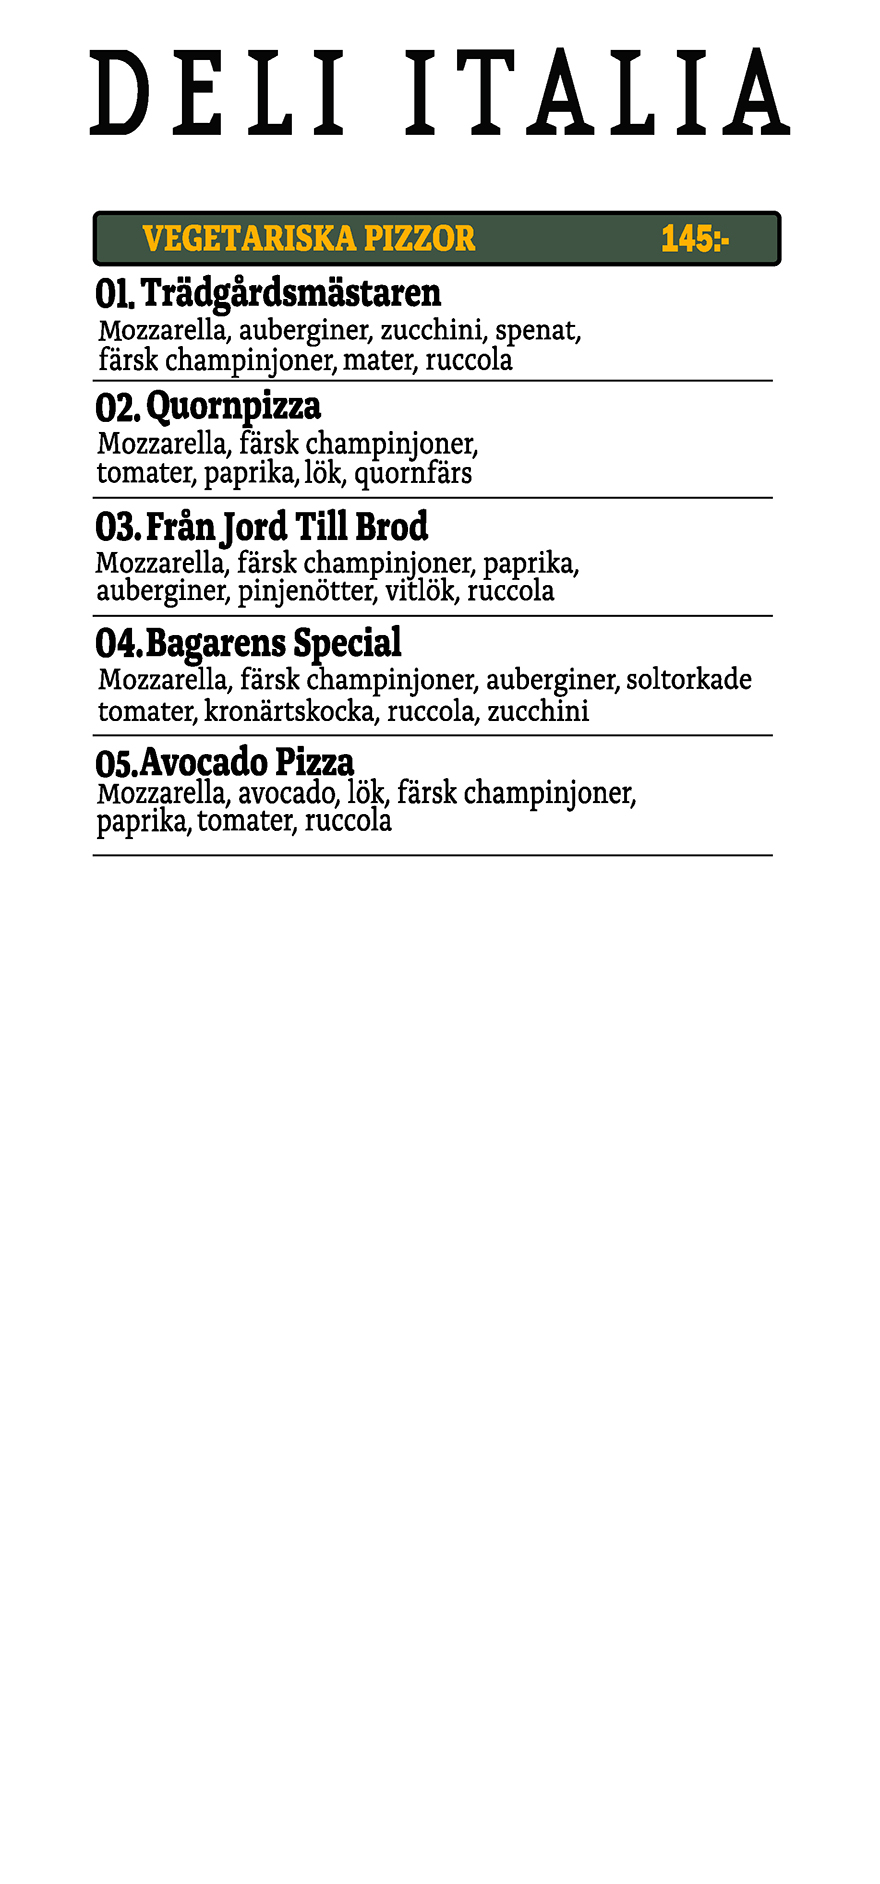 DELI ITALIA
VEGETARISKA PIZZOR 145:-
01. Trädgårdsmästaren
Mozzarella, auberginer, zucchini, spenat,
färsk champinjoner, mater, ruccola
02. Quornpizza
Mozzarella, färsk champinjoner,
tomater, paprika, lök, quornfärs
03. Från Jord Till Brod
Mozzarella, färsk champinjoner, paprika,
auberginer, pinjenötter, vitlök, ruccola
04. Bagarens Special
Mozzarella, färsk champinjoner, auberginer, soltorkade
tomater, kronärtskocka, ruccola, zucchini
05. Avocado Pizza
Mozzarella, avocado, lök, färsk champinjoner,
paprika, tomater, ruccola